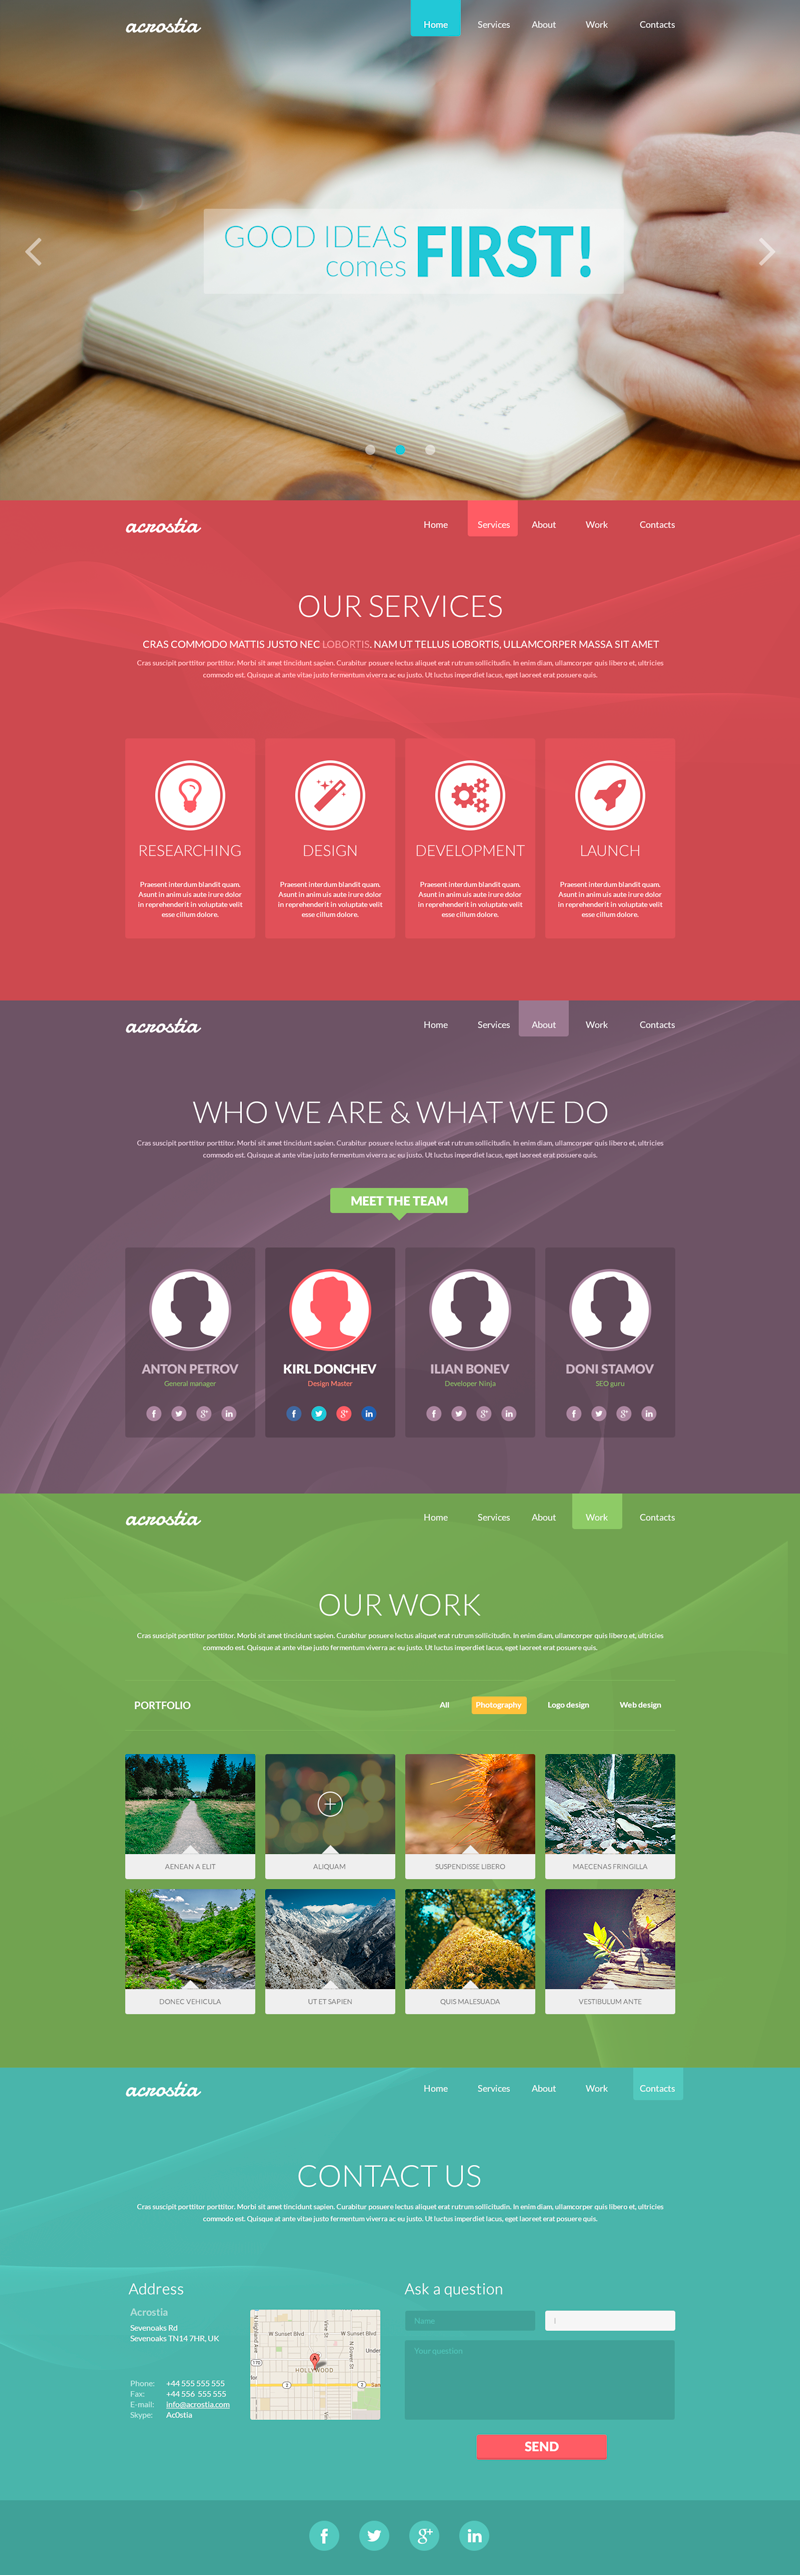 acrostia
Home Services About Work Contacts
GOOD IDEAS
comes
FIRST!
acrostia
Home Services About Work Contacts
OUR SERVICES
CRAS COMMODO MATTIS JUSTO NEC LOBORTIS. NAM UT TELLUS LOBORTIS, ULLAMCORPER MASSA SIT AMET
Cras suscipit porttitor porttitor. Morbi sit amet tincidunt sapien. Curabitur posuere lectus aliquet erat rutrum sollicitudin. In enim diam, ullamcorper quis libero et, ultricies
commodo est. Quisque at ante vitae justo fermentum viverra ac eu justo. Ut luctus imperdiet lacus, eget laoreet erat posuere quis.
RESEARCHING
Praesent interdum blandit quam.
Asunt in anim uis aute irure dolor
in reprehenderit in voluptate velit
esse cillum dolore.
DESIGN
Praesent interdum blandit quam.
Asunt in anim uis aute irure dolor
in reprehenderit in voluptate velit
esse cillum dolore.
DEVELOPMENT
Praesent interdum blandit quam.
Asunt in anim uis aute irure dolor
in reprehenderit in voluptate velit
esse cillum dolore.
LAUNCH
Praesent interdum blandit quam.
Asunt in anim uis aute irure dolor
in reprehenderit in voluptate velit
esse cillum dolore.
acrostia
Home Services About Work Contacts
WHO WE ARE & WHAT WE DO
Cras suscipit porttitor porttitor. Morbi sit amet tincidunt sapien. Curabitur posuere lectus aliquet erat rutrum sollicitudin. In enim diam, ullamcorper quis libero et, ultricies
commodo est. Quisque at ante vitae justo fermentum viverra ac eu justo. Ut luctus imperdiet lacus, eget laoreet erat posuere quis.
MEET THE TEAM
ANTON PETROV
General manager
KIRL DONCHEV
Design Master
ILIAN BONEV
Developer Ninja
DONI STAMOV
SEO guru
acrostia
Home Services About Work Contacts
OUR WORK
Cras suscipit porttitor porttitor. Morbi sit amet tincidunt sapien. Curabitur posuere lectus aliquet erat rutrum sollicitudin. In enim diam, ullamcorper quis libero et, ultricies
commodo est. Quisque at ante vitae justo fermentum viverra ac eu justo. Ut luctus imperdiet lacus, eget laoreet erat posuere quis.
PORTFOLIO
All Photography Logo design Web design
AENEAN A ELIT
ALIQUAM
SUSPENDISSE LIBERO
MAECENAS FRINGILLA
DONEC VEHICULA
UT ET SAPIEN
QUIS MALESUADA
VESTIBULUM ANTE
acrostia
Home Services About Work Contacts
CONTACT US
Cras suscipit porttitor porttitor. Morbi sit amet tincidunt sapien. Curabitur posuere lectus aliquet erat rutrum sollicitudin. In enim diam, ullamcorper quis libero et, ultricies
commodo est. Quisque at ante vitae justo fermentum viverra ac eu justo. Ut luctus imperdiet lacus, eget laoreet erat posuere quis.
Address
Acrostia
Sevenoaks Rd
Sevenoaks TN14 7HR, UK
Phone: +44 555 555 555
Fax: +44 556 555 555
E-mail: info@acrostia.com
Skype: Ac0stia
W Sunset Blvd W Sunset Blvd
HOLLYWOOD
Ask a question
Name
Your question
SEND